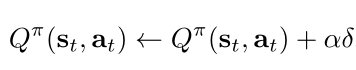 Q^π(s_t, a_t) ← Q^π(s_t, a_t) + αδ